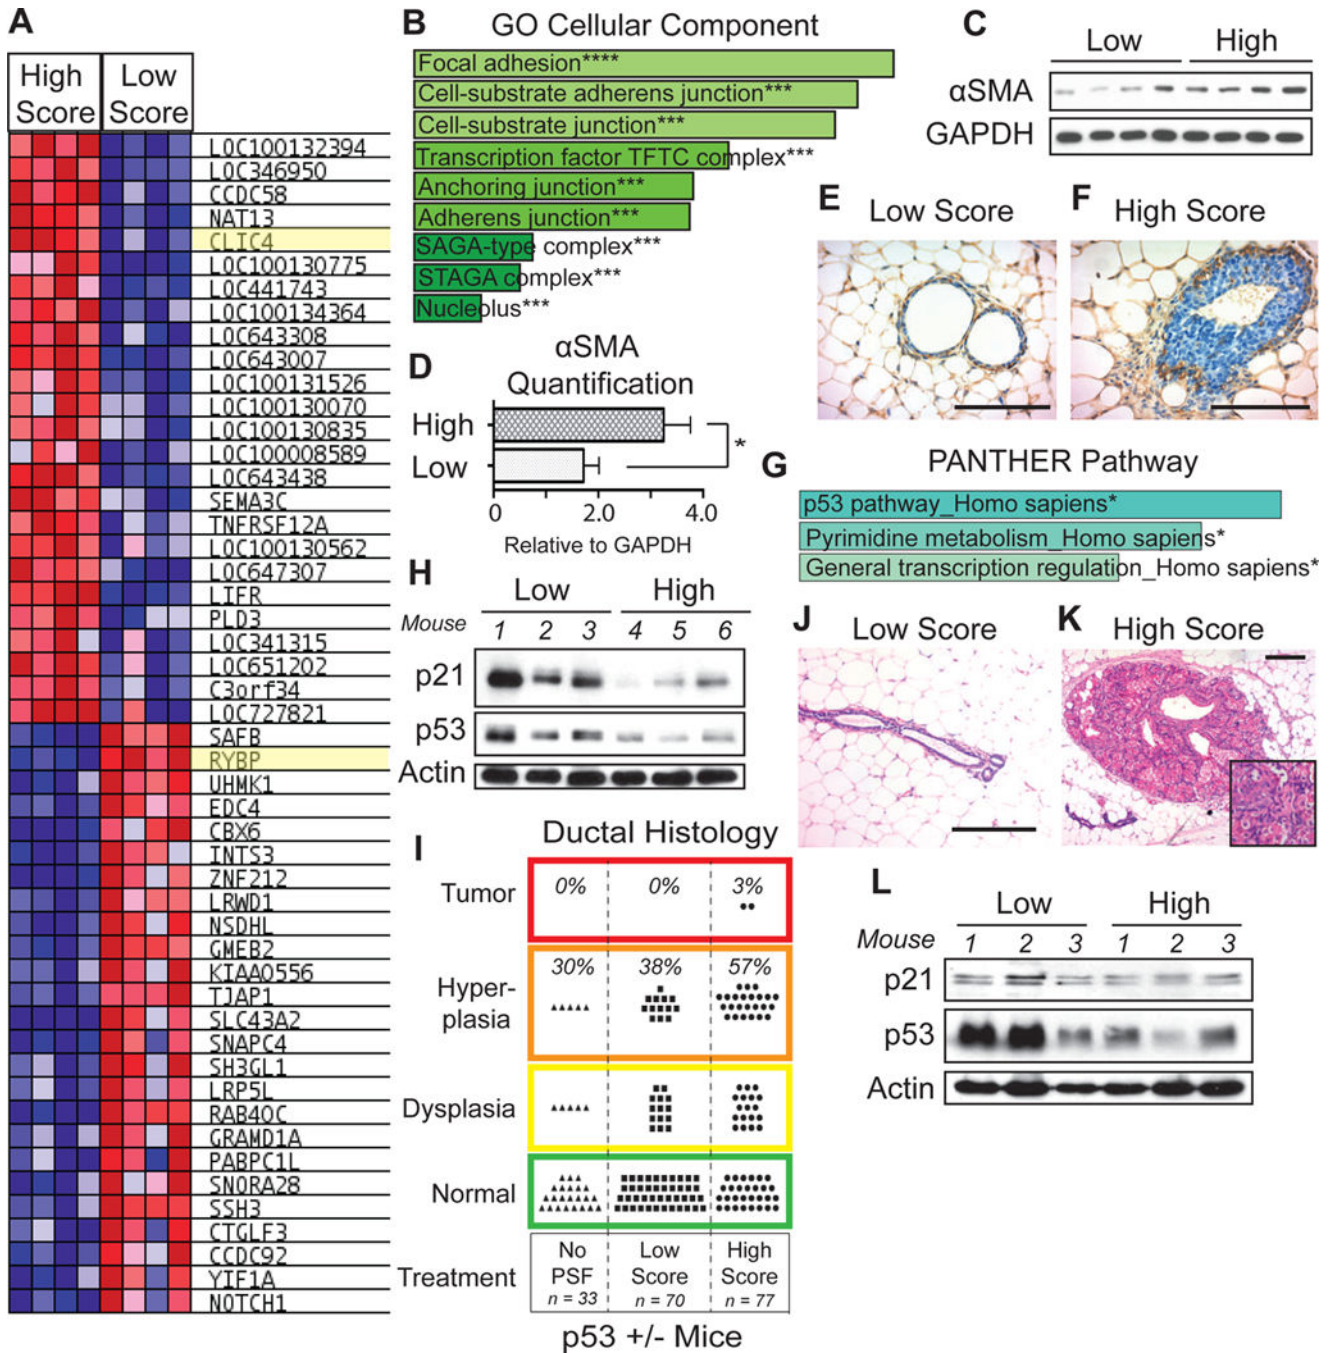 A
High
Score
Low
Score
LOC100132394
LOC346950
CCDC58
NAT13
CLIC4
LOC100130775
LOC441743
LOC100134364
LOC643308
LOC643007
LOC100131526
LOC100130070
LOC100130835
LOC100008589
LOC643438
SEMA3C
TNFRSF12A
LOC100130562
LOC647307
LIFR
PLD3
LOC341315
LOC651202
C3orf34
LOC727821
SAFB
RYBP
UHMK1
EDC4
CBX6
INTS3
ZNF212
LRWD1
NSDHL
GMEB2
KIAA0556
TJAP1
SLC43A2
SNAPC4
SH3GL1
LRP5L
RAB40C
GRAMD1A
PABPC1L
SNORA28
SSH3
CTGLF3
CCDC92
YIF1A
NOTCH1
B
GO Cellular Component
Focal adhesion****
Cell-substrate adherens junction***
Cell-substrate junction***
Transcription factor TFTC complex***
Anchoring junction***
Adherens junction***
SAGA-type complex***
STAGA complex***
Nucleolus***
C
Low High
αSMA
GAPDH
D
αSMA
Quantification
High
Low
*
0 2.0 4.0
Relative to GAPDH
E
Low Score
F
High Score
G
PANTHER Pathway
p53 pathway_Homo sapiens*
Pyrimidine metabolism_Homo sapiens*
General transcription regulation_Homo sapiens*
H
Low High
Mouse 1 2 3 4 5 6
p21
p53
Actin
I
Ductal Histology
Tumor 0% 0% 3%
Hyper-
plasia
30% 38% 57%
Dysplasia
Normal
Treatment
No
PSF
n = 33
Low
Score
n = 70
High
Score
n = 77
p53 +/- Mice
J
Low Score
K
High Score
L
Low High
Mouse 1 2 3 1 2 3
p21
p53
Actin